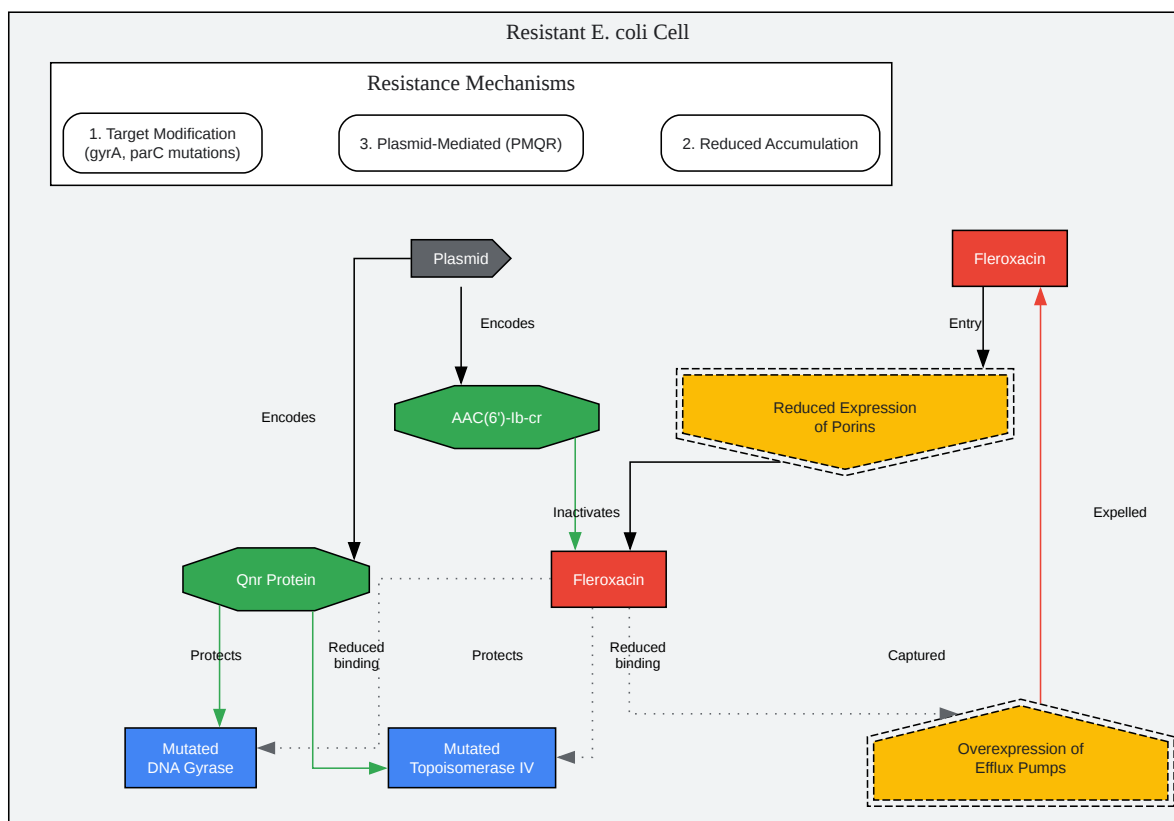 Resistant E. coli Cell
Resistance Mechanisms
1. Target Modification
(gyrA, parC mutations)
3. Plasmid-Mediated (PMQR)
2. Reduced Accumulation
Plasmid
Fleroxacin
Encodes
Entry
Encodes
AAC(6')-Ib-cr
Reduced Expression
of Porins
Inactivates
Expelled
Qnr Protein
Fleroxacin
Protects
Reduced
binding
Protects
Reduced
binding
Captured
Mutated
DNA Gyrase
Mutated
Topoisomerase IV
Overexpression of
Efflux Pumps